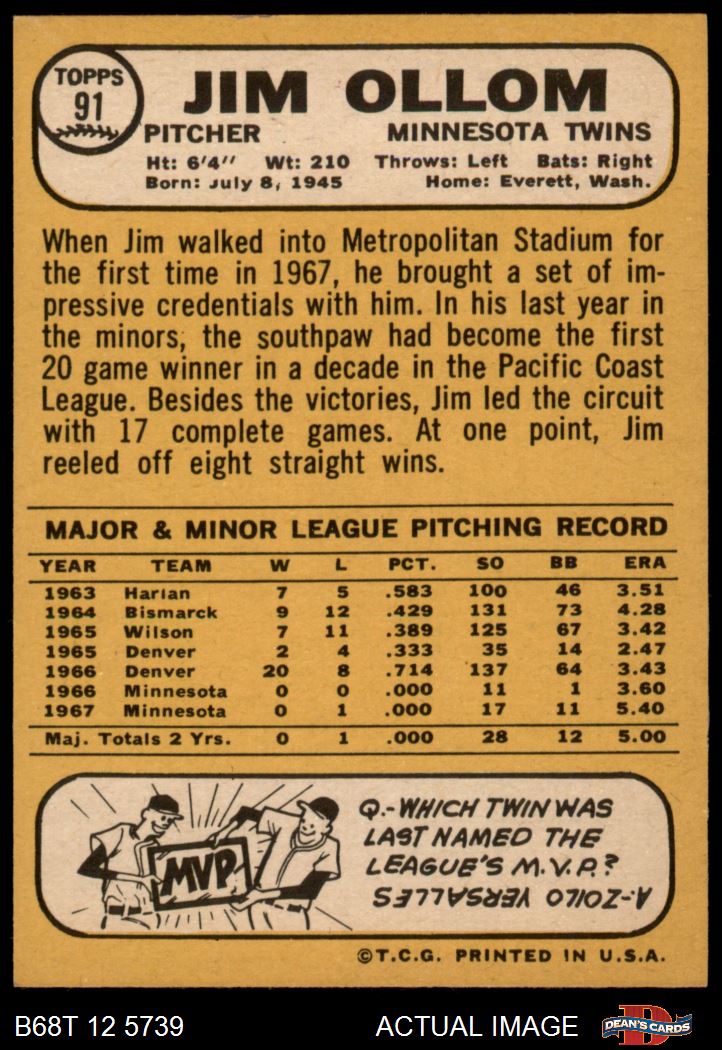 TOPPS
91
JIM OLLOM
PITCHER MINNESOTA TWINS
Ht: 6'4" Wt: 210 Throws: Left Bats: Right
Born: July 8, 1945 Home: Everett, Wash.
When Jim walked into Metropolitan Stadium for
the first time in 1967, he brought a set of im-
pressive credentials with him. In his last year in
the minors, the southpaw had become the first
20 game winner in a decade in the Pacific Coast
League. Besides the victories, Jim led the circuit
with 17 complete games. At one point, Jim
reeled off eight straight wins.
MAJOR & MINOR LEAGUE PITCHING RECORD
YEAR TEAM W L PCT. SO BB ERA
1963 Harlan 7 5 .583 100 46 3.51
1964 Bismarck 9 12 .429 131 73 4.28
1965 Wilson 7 11 .389 125 67 3.42
1965 Denver 2 4 .333 35 14 2.47
1966 Denver 20 8 .714 137 64 3.43
1966 Minnesota 0 0 .000 11 1 3.60
1967 Minnesota 0 1 .000 17 11 5.40
Maj. Totals 2 Yrs. 0 1 .000 28 12 5.00
MVP
Q.-WHICH TWIN WAS
LAST NAMED THE
LEAGUE'S M.V.P.?
A-ZOILO VERSALLES
©T.C.G. PRINTED IN U.S.A.
B68T 12 5739 ACTUAL IMAGE
D
DEAN'S CARDS